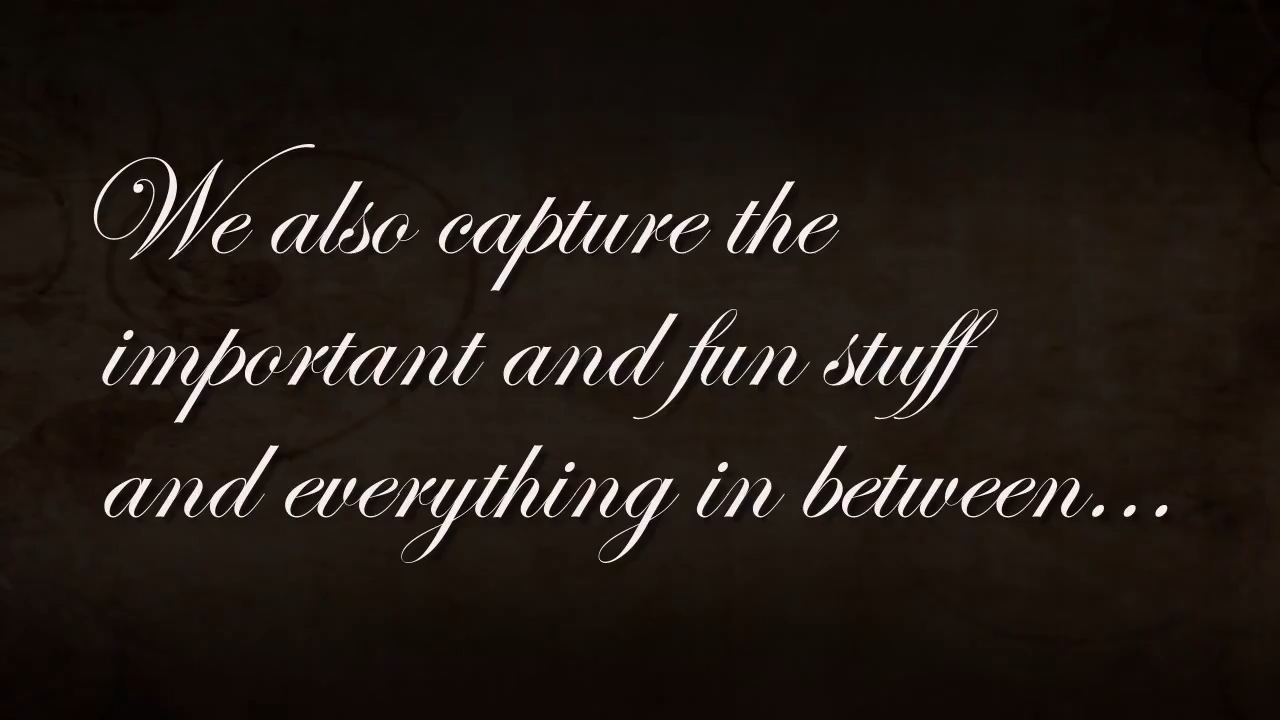 We also capture the
important and fun stuff
and everything in between...